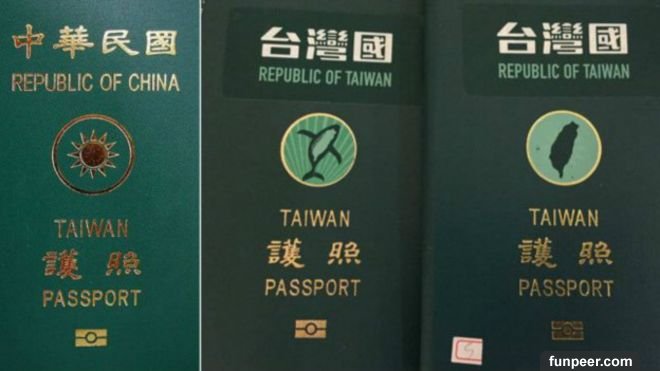 中華民國
REPUBLIC OF CHINA
TAIWAN
護照
PASSPORT
台灣國
REPUBLIC OF TAIWAN
TAIWAN
護照
PASSPORT
台灣國
REPUBLIC OF TAIWAN
TAIWAN
護照
PASSPORT
5
funpeer.com